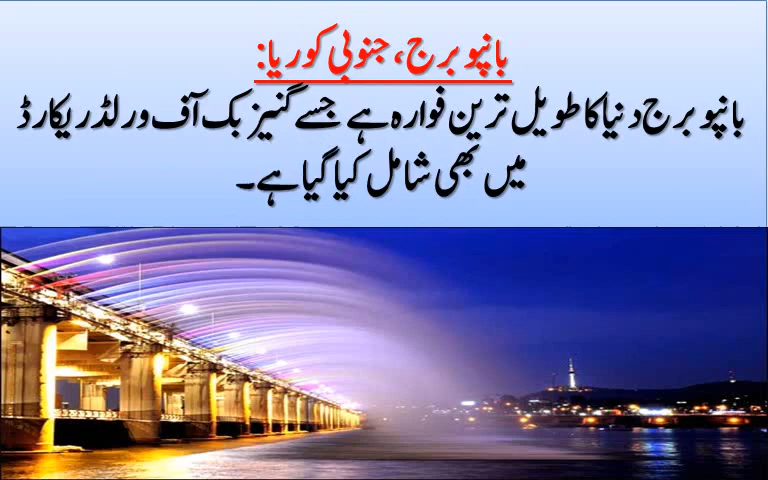 بانپو برج، جنوبی کوریا:
بانپو برج دنیا کا طویل ترین فوارہ ہے جسے گنیز بک آف ورلڈ ریکارڈ
میں بھی شامل کیا گیا ہے۔